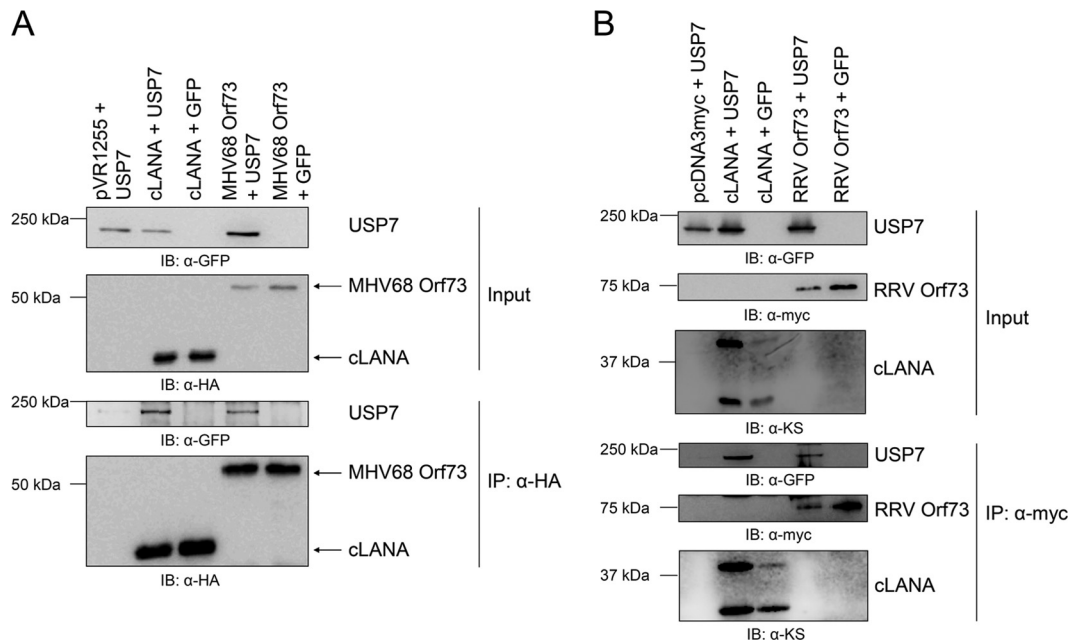 A
pVR1255 +
USP7
cLANA + USP7
cLANA + GFP
MHV68 Orf73
+ USP7
MHV68 Orf73
+ GFP
250 kDa
USP7
IB: α-GFP
50 kDa
MHV68 Orf73
cLANA
IB: α-HA
Input
250 kDa
USP7
IB: α-GFP
50 kDa
MHV68 Orf73
cLANA
IB: α-HA
IP: α-HA
B
pcDNA3myc + USP7
cLANA + USP7
cLANA + GFP
RRV Orf73 + USP7
RRV Orf73 + GFP
250 kDa
USP7
IB: α-GFP
75 kDa
RRV Orf73
IB: α-myc
37 kDa
cLANA
IB: α-KS
Input
250 kDa
USP7
IB: α-GFP
75 kDa
RRV Orf73
IB: α-myc
37 kDa
cLANA
IB: α-KS
IP: α-myc